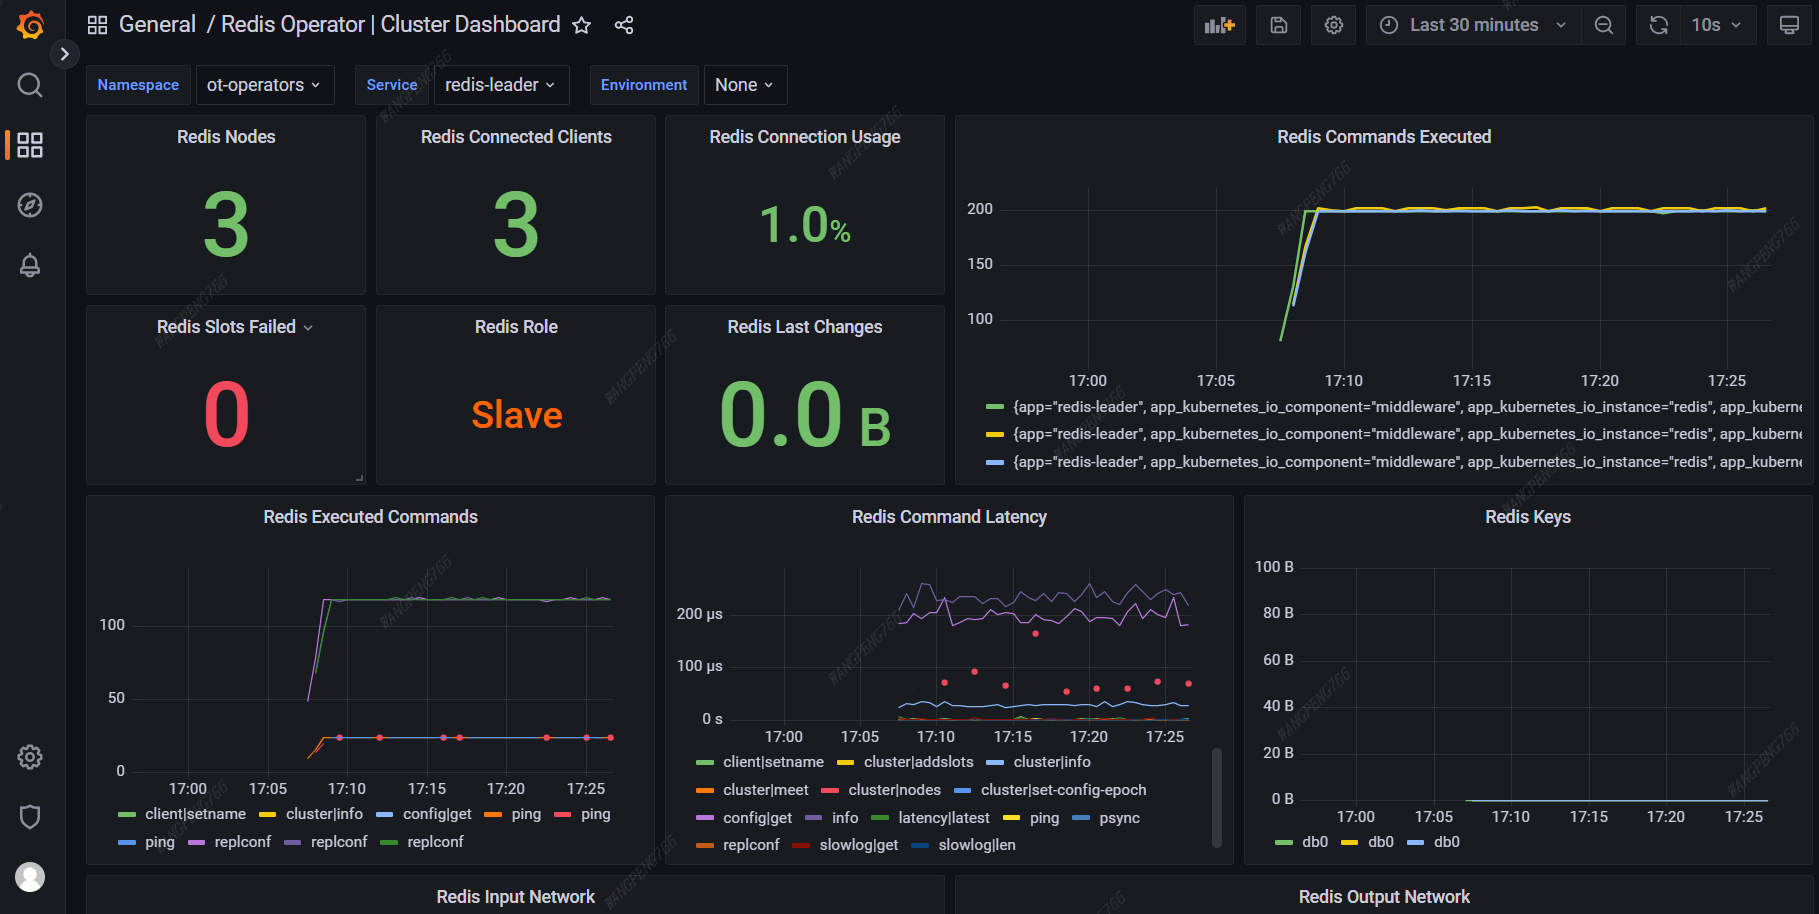 General / Redis Operator | Cluster Dashboard
Last 30 minutes
10s
Namespace ot-operators Service redis-leader Environment None
Redis Nodes
3
Redis Connected Clients
3
Redis Connection Usage
1.0%
Redis Commands Executed
200
150
100
17:00 17:05 17:10 17:15 17:20 17:25
{app="redis-leader", app_kubernetes_io_component="middleware", app_kubernetes_io_instance="redis", app_kuberne
{app="redis-leader", app_kubernetes_io_component="middleware", app_kubernetes_io_instance="redis", app_kuberne
{app="redis-leader", app_kubernetes_io_component="middleware", app_kubernetes_io_instance="redis", app_kuberne
Redis Slots Failed
0
Redis Role
Slave
Redis Last Changes
0.0 B
Redis Executed Commands
100
50
0
17:00 17:05 17:10 17:15 17:20 17:25
client|setname cluster|info config|get ping ping
ping replconf replconf replconf
Redis Command Latency
200 µs
100 µs
0 s
17:00 17:05 17:10 17:15 17:20 17:25
client|setname cluster|addslots cluster|info
cluster|meet cluster|nodes cluster|set-config-epoch
config|get info latency|latest ping psync
replconf slowlog|get slowlog|len
Redis Keys
100 B
80 B
60 B
40 B
20 B
0 B
17:00 17:05 17:10 17:15 17:20 17:25
db0 db0 db0
Redis Input Network
Redis Output Network
WANGPENG766